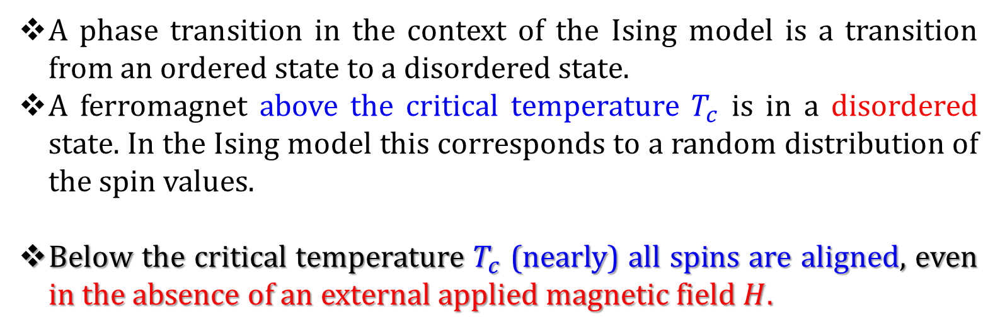 ❖A phase transition in the context of the Ising model is a transition
from an ordered state to a disordered state.
❖A ferromagnet above the critical temperature T_c is in a disordered
state. In the Ising model this corresponds to a random distribution of
the spin values.
❖Below the critical temperature T_c (nearly) all spins are aligned, even
in the absence of an external applied magnetic field H.